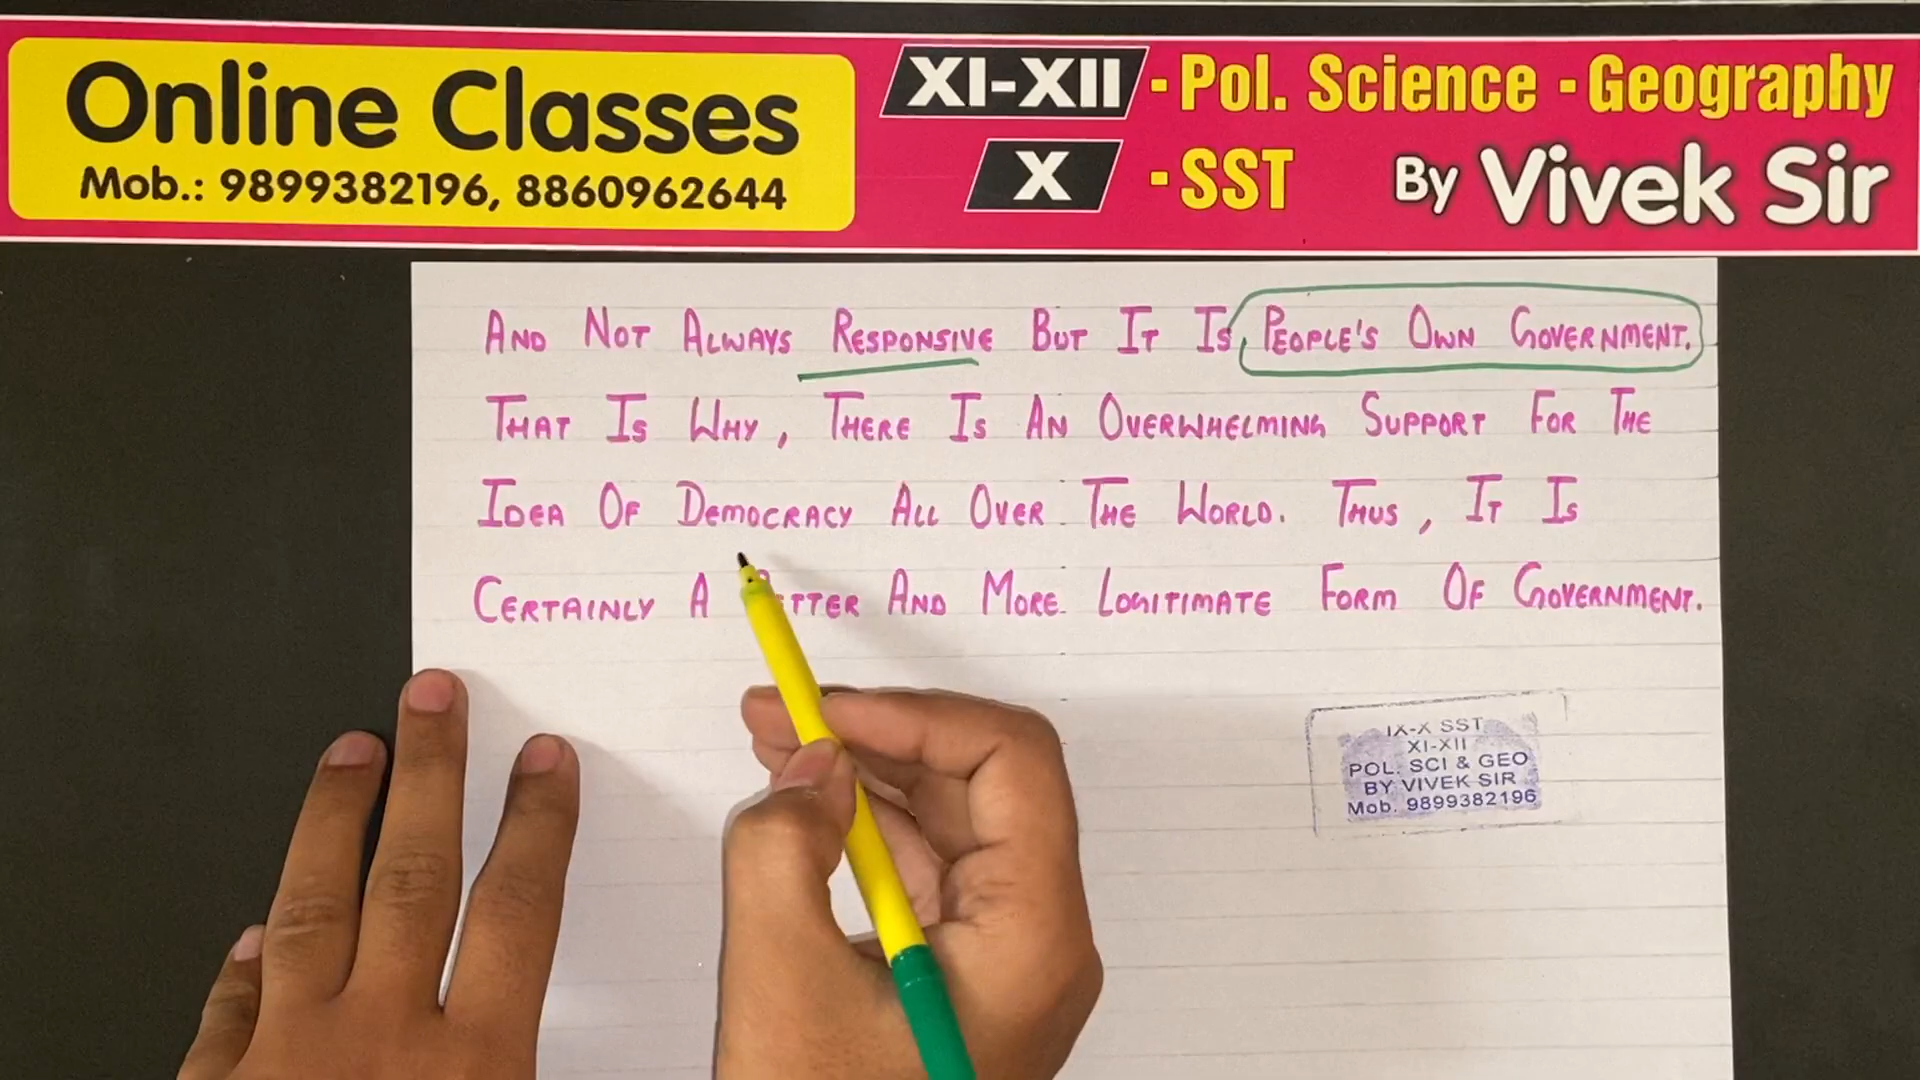 Online Classes
Mob.: 9899382196, 8860962644
XI-XII - Pol. Science - Geography
X - SST By Vivek Sir
AND NOT ALWAYS RESPONSIVE BUT IT IS PEOPLE'S OWN GOVERNMENT.
THAT IS WHY, THERE IS AN OVERWHELMING SUPPORT FOR THE
IDEA OF DEMOCRACY ALL OVER THE WORLD. THUS, IT IS
CERTAINLY A AND MORE LOGITIMATE FORM OF GOVERNMENT.
IX-X SST
XI-XII
POL. SCI & GEO
BY VIVEK SIR
Mob. 9899382196